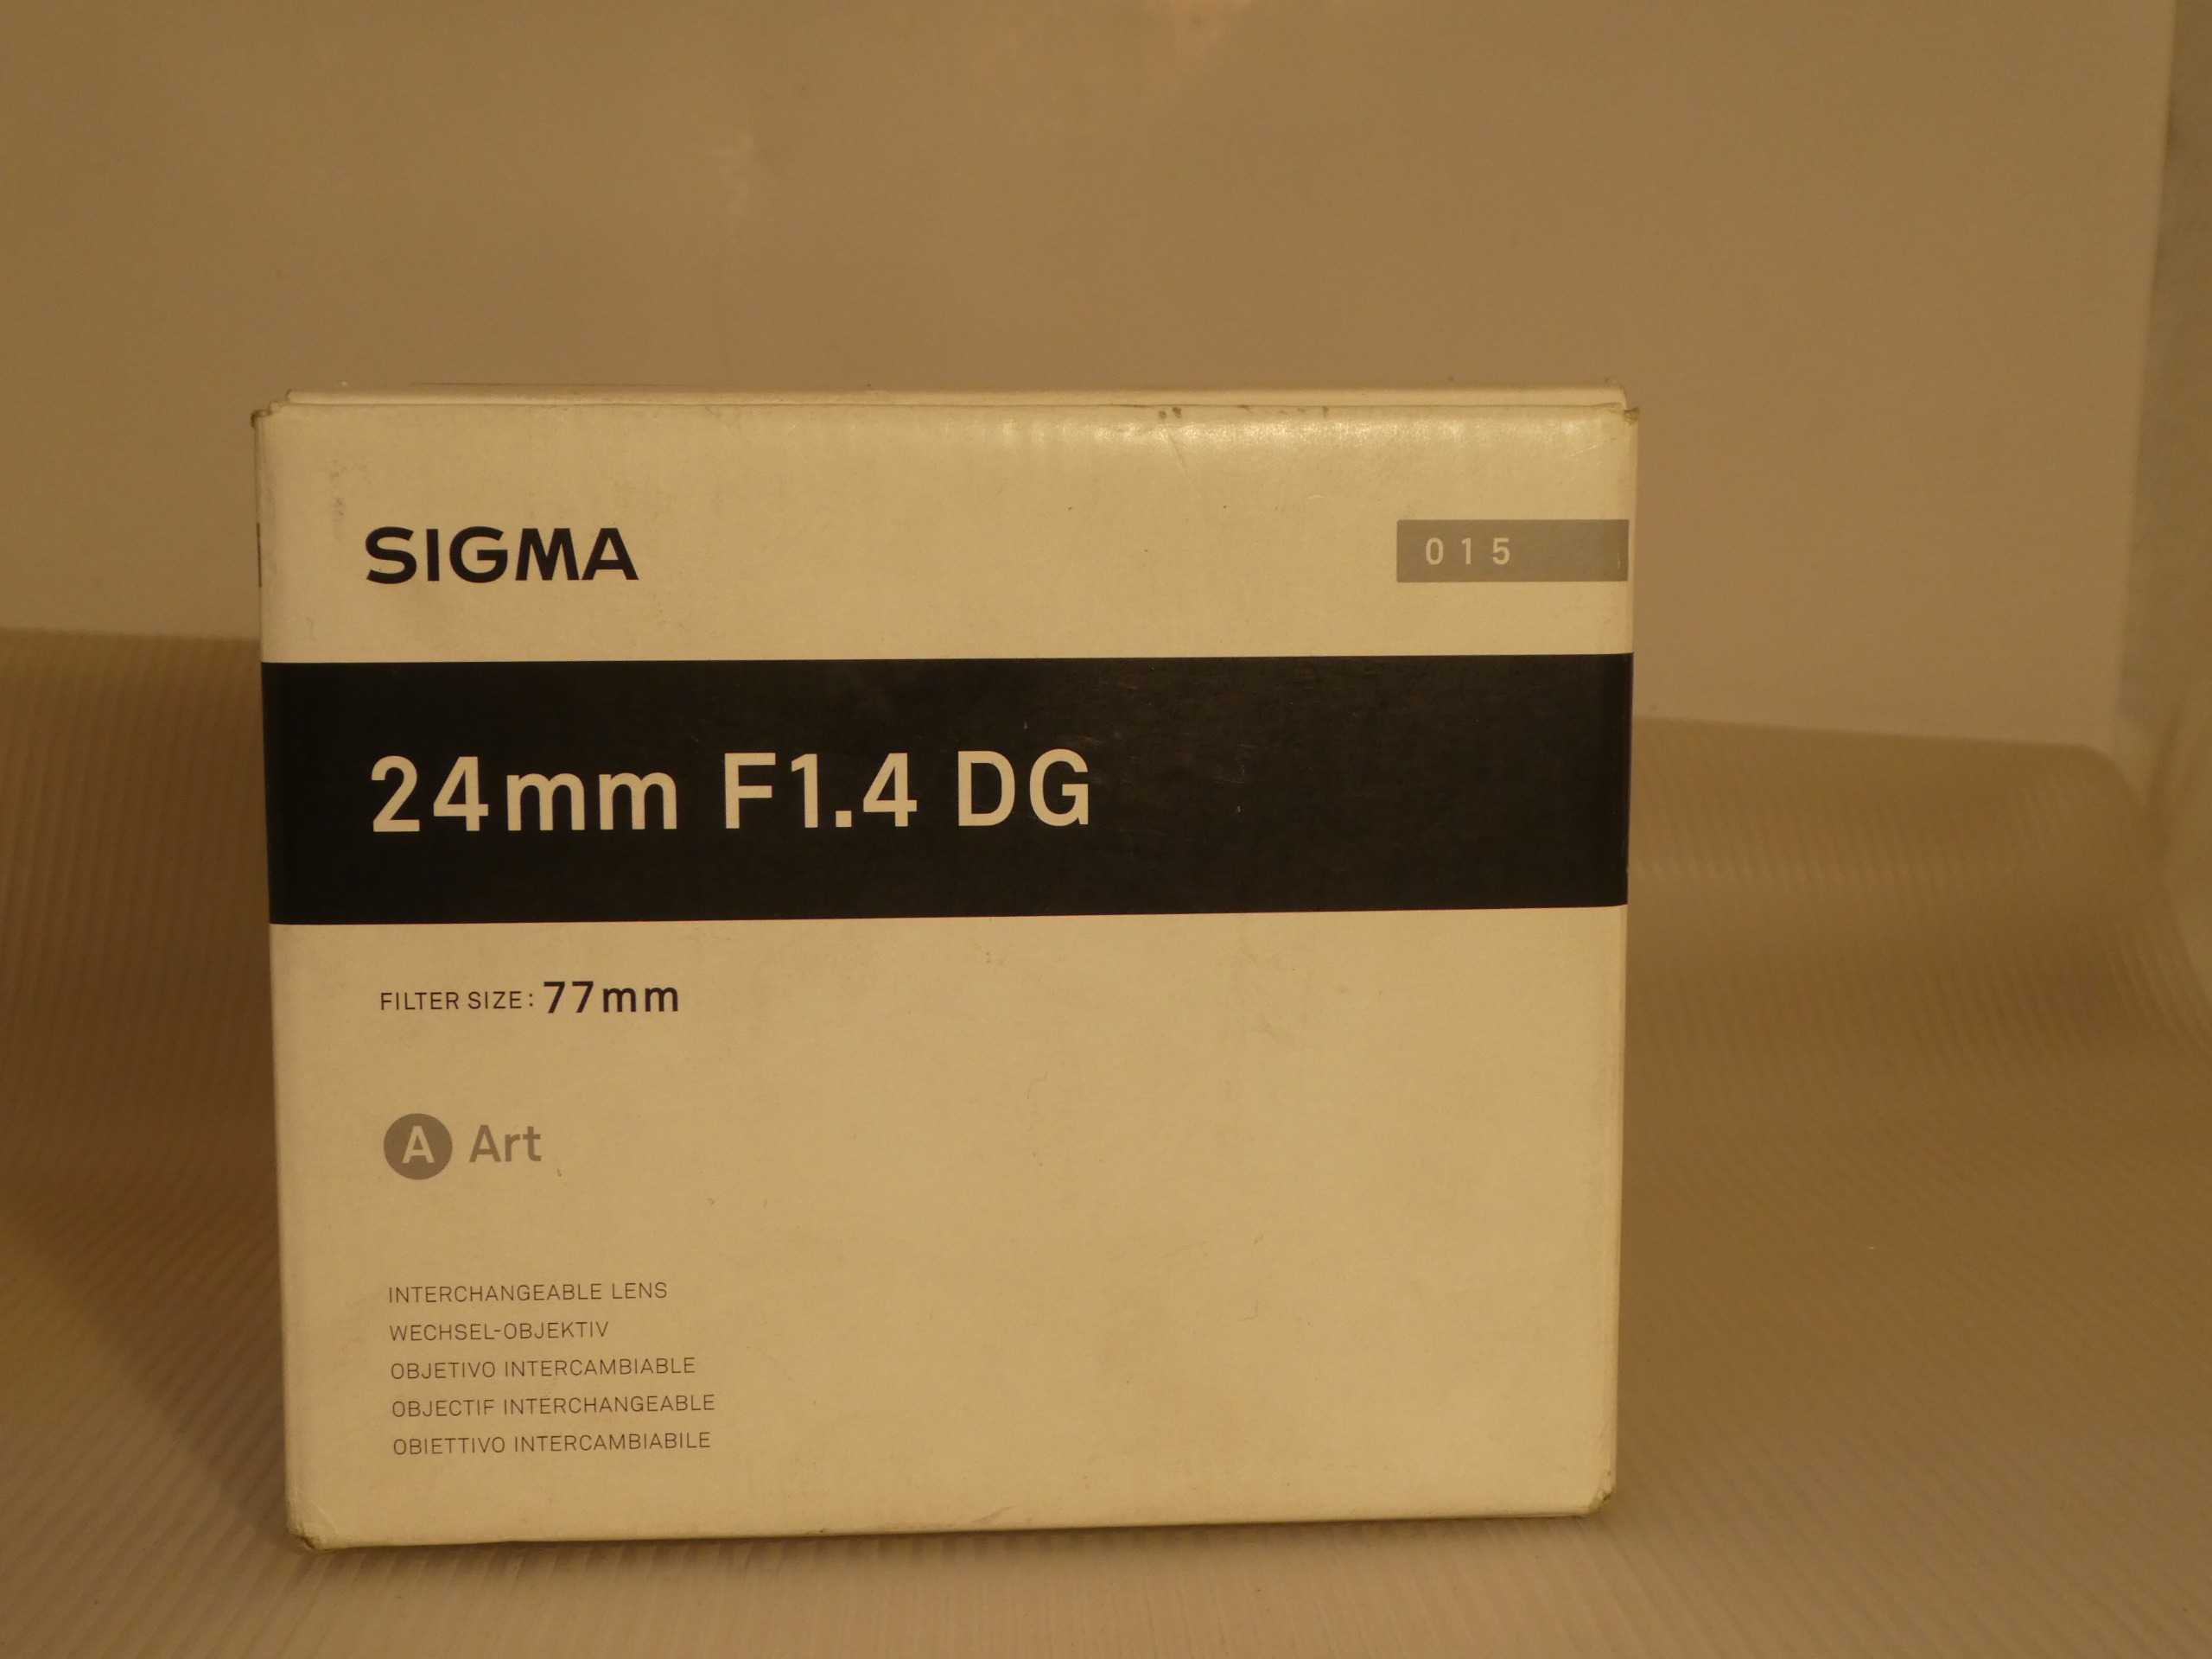 SIGMA
015
24mm F1.4 DG
FILTER SIZE: 77mm
A Art
INTERCHANGEABLE LENS
WECHSEL-OBJEKTIV
OBJETIVO INTERCAMBIABLE
OBJECTIF INTERCHANGEABLE
OBIETTIVO INTERCAMBIABILE